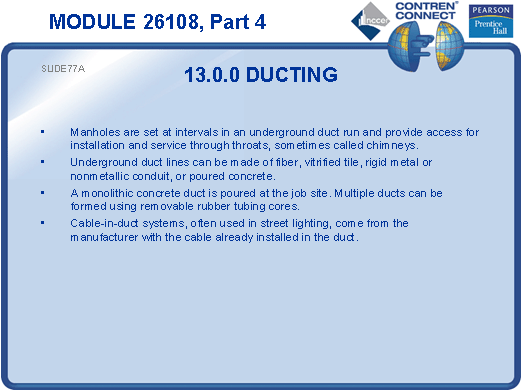 MODULE 26108, Part 4
nccer
CONTREN®
CONNECT
PEARSON
Prentice
Hall
SLIDE 77A
13.0.0 DUCTING
• Manholes are set at intervals in an underground duct run and provide access for
installation and service through throats, sometimes called chimneys.
• Underground duct lines can be made of fiber, vitrified tile, rigid metal or
nonmetallic conduit, or poured concrete.
• A monolithic concrete duct is poured at the job site. Multiple ducts can be
formed using removable rubber tubing cores.
• Cable-in-duct systems, often used in street lighting, come from the
manufacturer with the cable already installed in the duct.